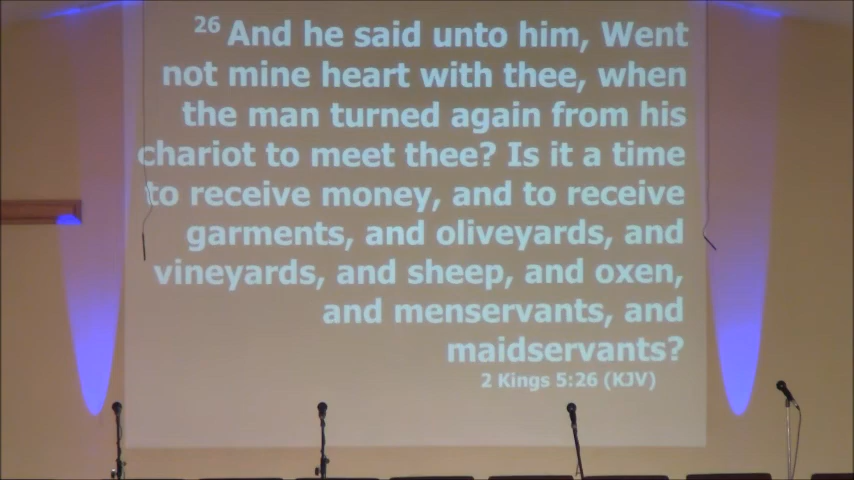 26 And he said unto him, Went
not mine heart with thee, when
the man turned again from his
chariot to meet thee? Is it a time
to receive money, and to receive
garments, and oliveyards, and
vineyards, and sheep, and oxen,
and menservants, and
maidservants?
2 Kings 5:26 (KJV)